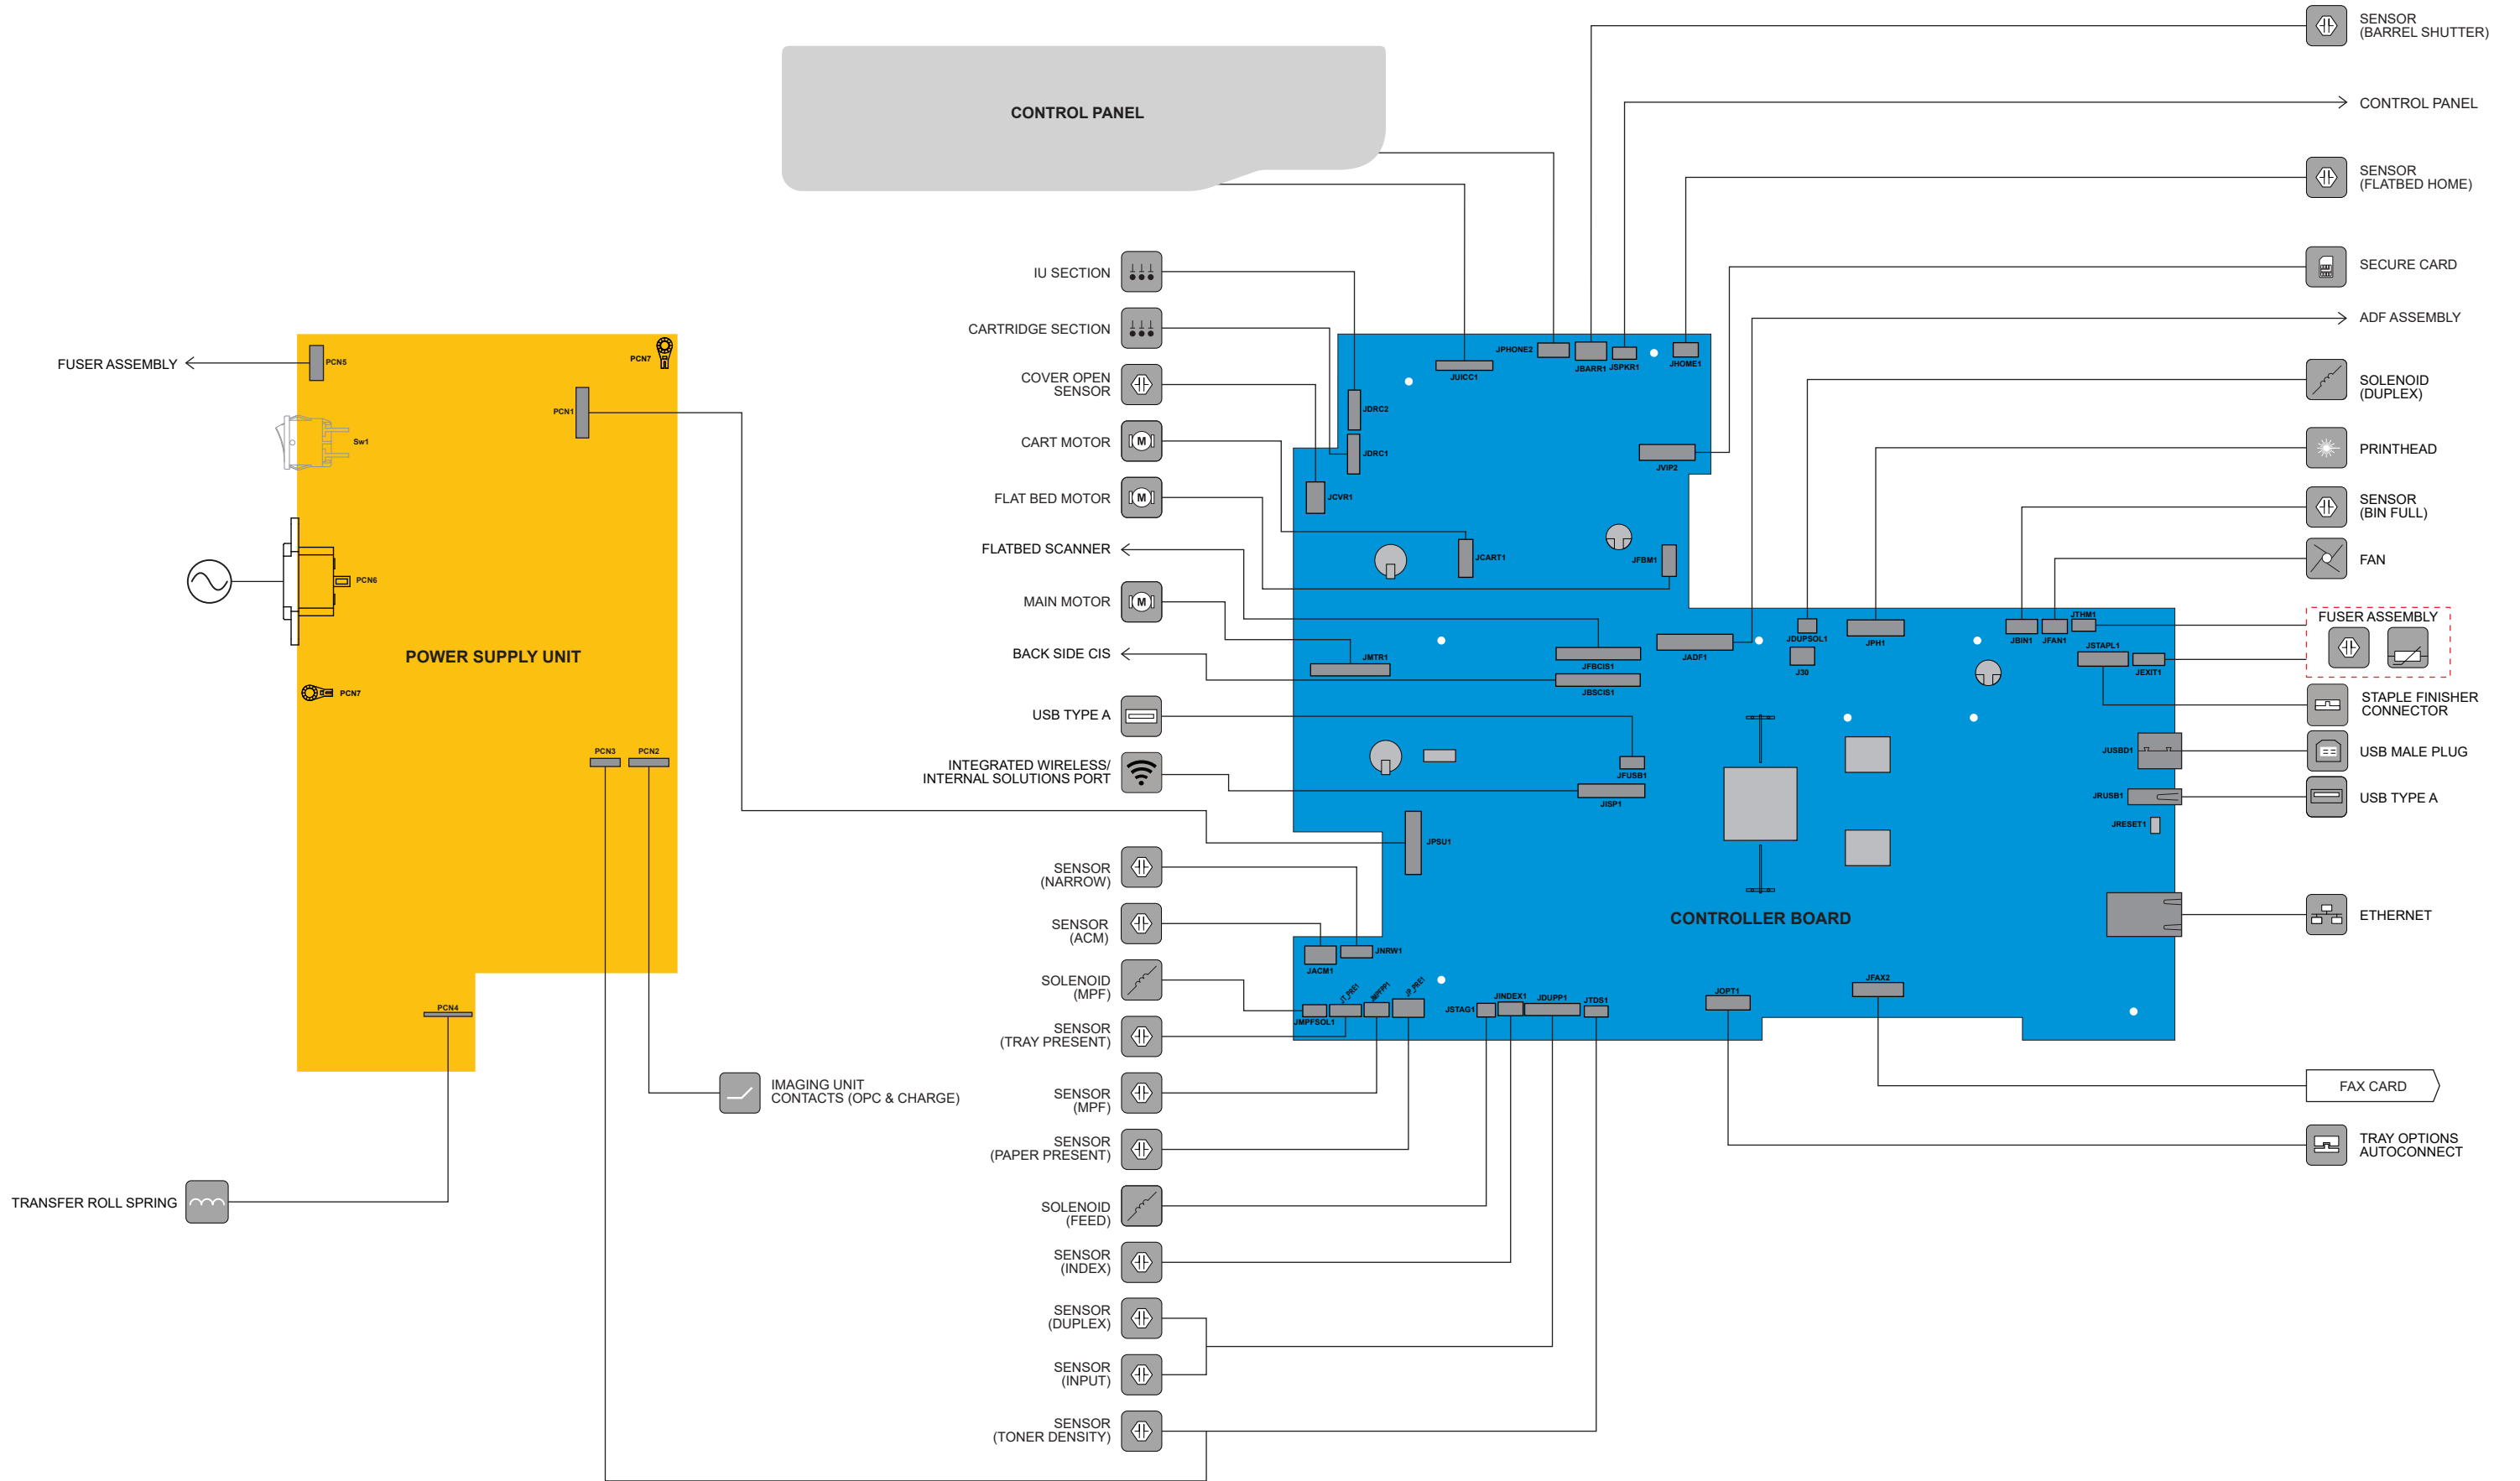 SENSOR
(BARREL SHUTTER)
CONTROL PANEL
CONTROL PANEL
SENSOR
(FLATBED HOME)
IU SECTION
SECURE CARD
CARTRIDGE SECTION
ADF ASSEMBLY
FUSER ASSEMBLY
PCN5
PCN7
PCN1
Sw1
PCN6
POWER SUPPLY UNIT
PCN7
PCN3
PCN2
PCN4
IMAGING UNIT
CONTACTS (OPC & CHARGE)
TRANSFER ROLL SPRING
COVER OPEN
SENSOR
CART MOTOR
FLAT BED MOTOR
FLATBED SCANNER
MAIN MOTOR
BACK SIDE CIS
USB TYPE A
INTEGRATED WIRELESS/
INTERNAL SOLUTIONS PORT
SENSOR
(NARROW)
SENSOR
(ACM)
SOLENOID
(MPF)
SENSOR
(TRAY PRESENT)
SENSOR
(MPF)
SENSOR
(PAPER PRESENT)
SOLENOID
(FEED)
SENSOR
(INDEX)
SENSOR
(DUPLEX)
SENSOR
(INPUT)
SENSOR
(TONER DENSITY)
JPHONE2
JBARR1
JSPKR1
JHOME1
JUICC1
JDRC2
JDRC1
JVIP2
JCVR1
JCART1
JFBM1
JTHM1
JDUPSOL1
JPH1
JBIN1
JFAN1
JADF1
JSTAPL1
JMTR1
JFBCIS1
J30
JEXIT1
JBSCIS1
JUSBD1
JFUSB1
JISP1
JRUSB1
JRESET1
JPSU1
CONTROLLER BOARD
JNRW1
JACM1
JFAX2
JOPT1
JT_PRE1
JMPFPP1
JP_PRE1
JINDEX1
JDUPP1
JTDS1
JSTAG1
JMPFSOL1
SOLENOID
(DUPLEX)
PRINTHEAD
SENSOR
(BIN FULL)
FAN
FUSER ASSEMBLY
STAPLE FINISHER
CONNECTOR
USB MALE PLUG
USB TYPE A
ETHERNET
FAX CARD
TRAY OPTIONS
AUTOCONNECT